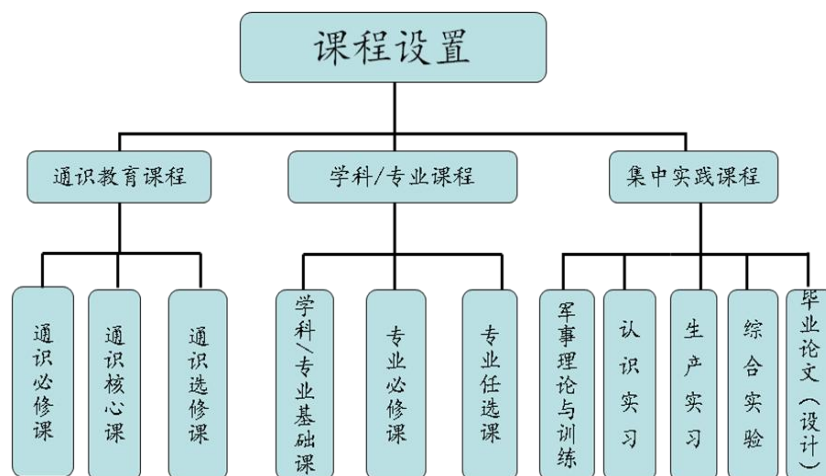 课程设置
通识教育课程
学科/专业课程
集中实践课程
通识必修课
通识核心课
通识选修课
学科/专业基础课
专业必修课
专业任选课
军事理论与训练
认识实习
生产实习
综合实验
毕业论文（设计）